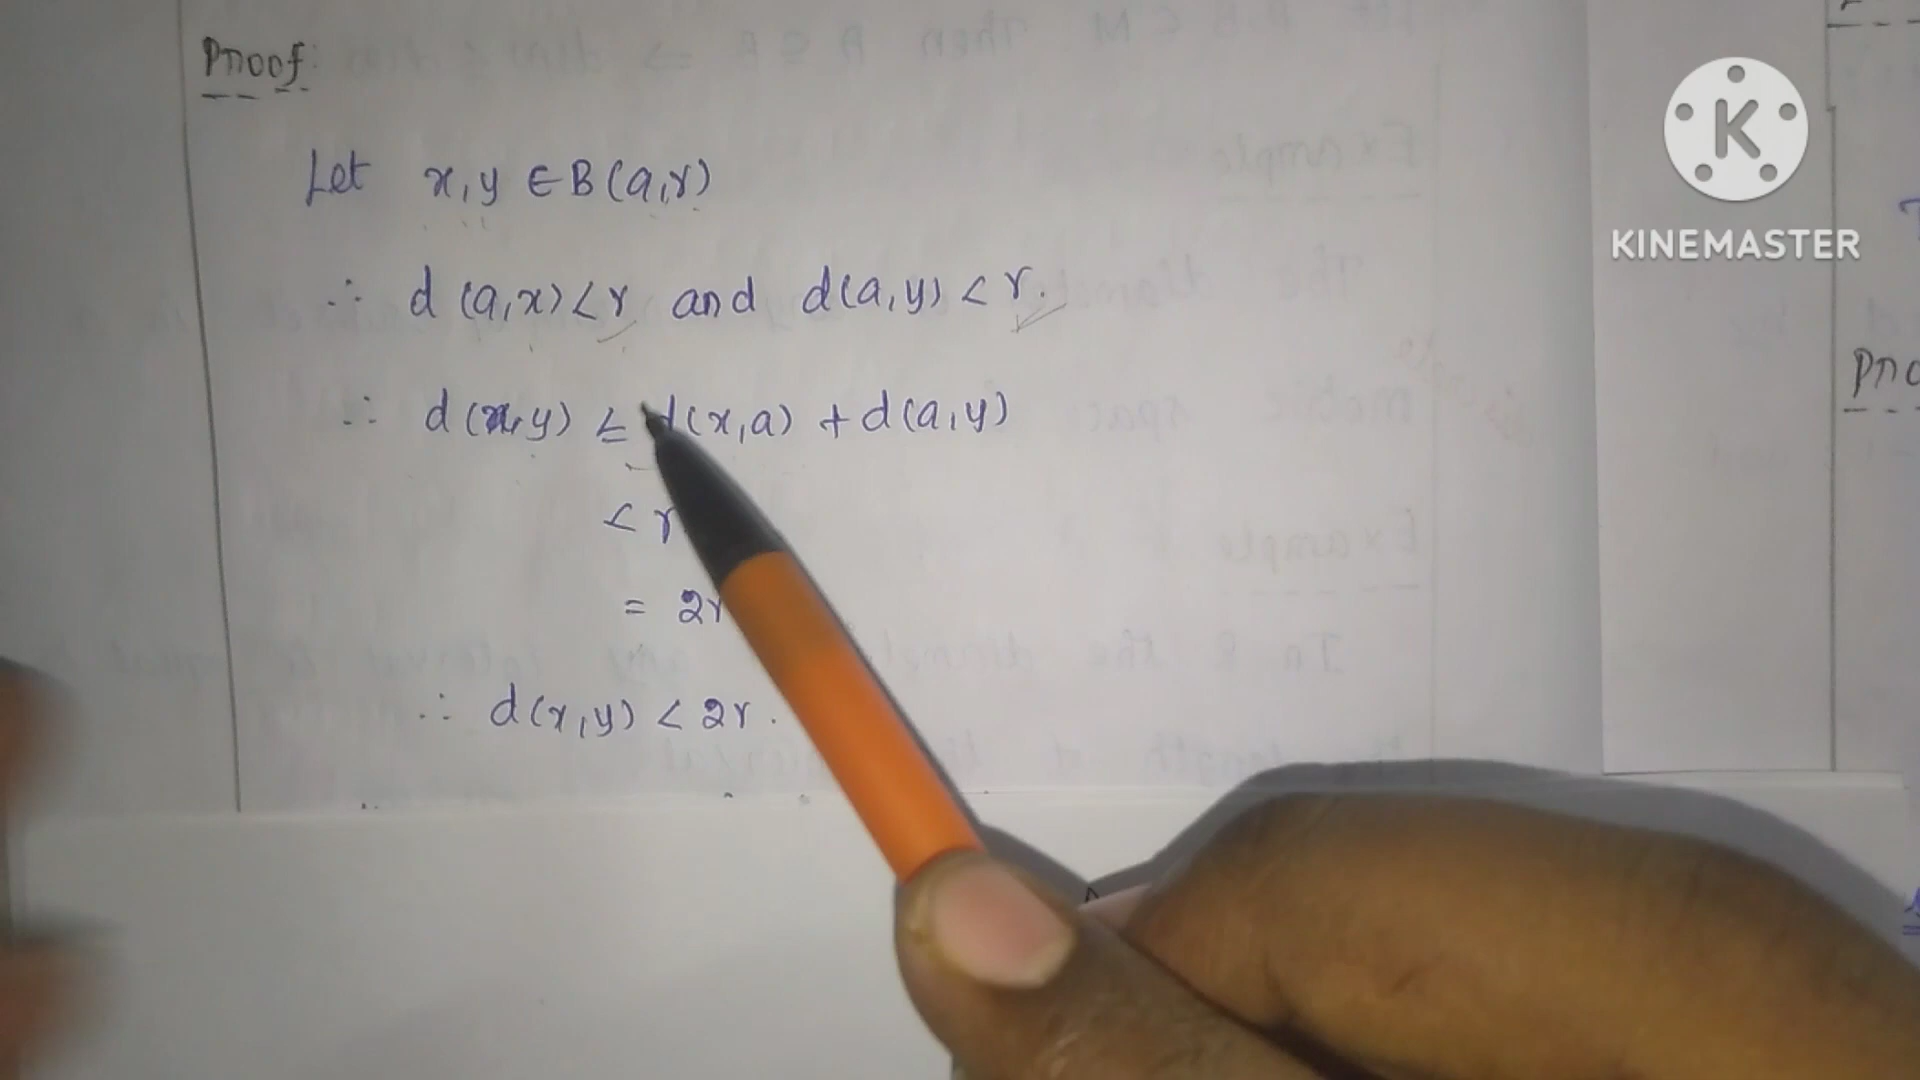 Proof:
Let x,y ∈ B(a,r)
∴ d(a,x)<r and d(a,y)<r.
∴ d(x,y) ≤ d(x,a) + d(a,y)
< r
= 2r
∴ d(x,y) < 2r.
K
KINEMASTER